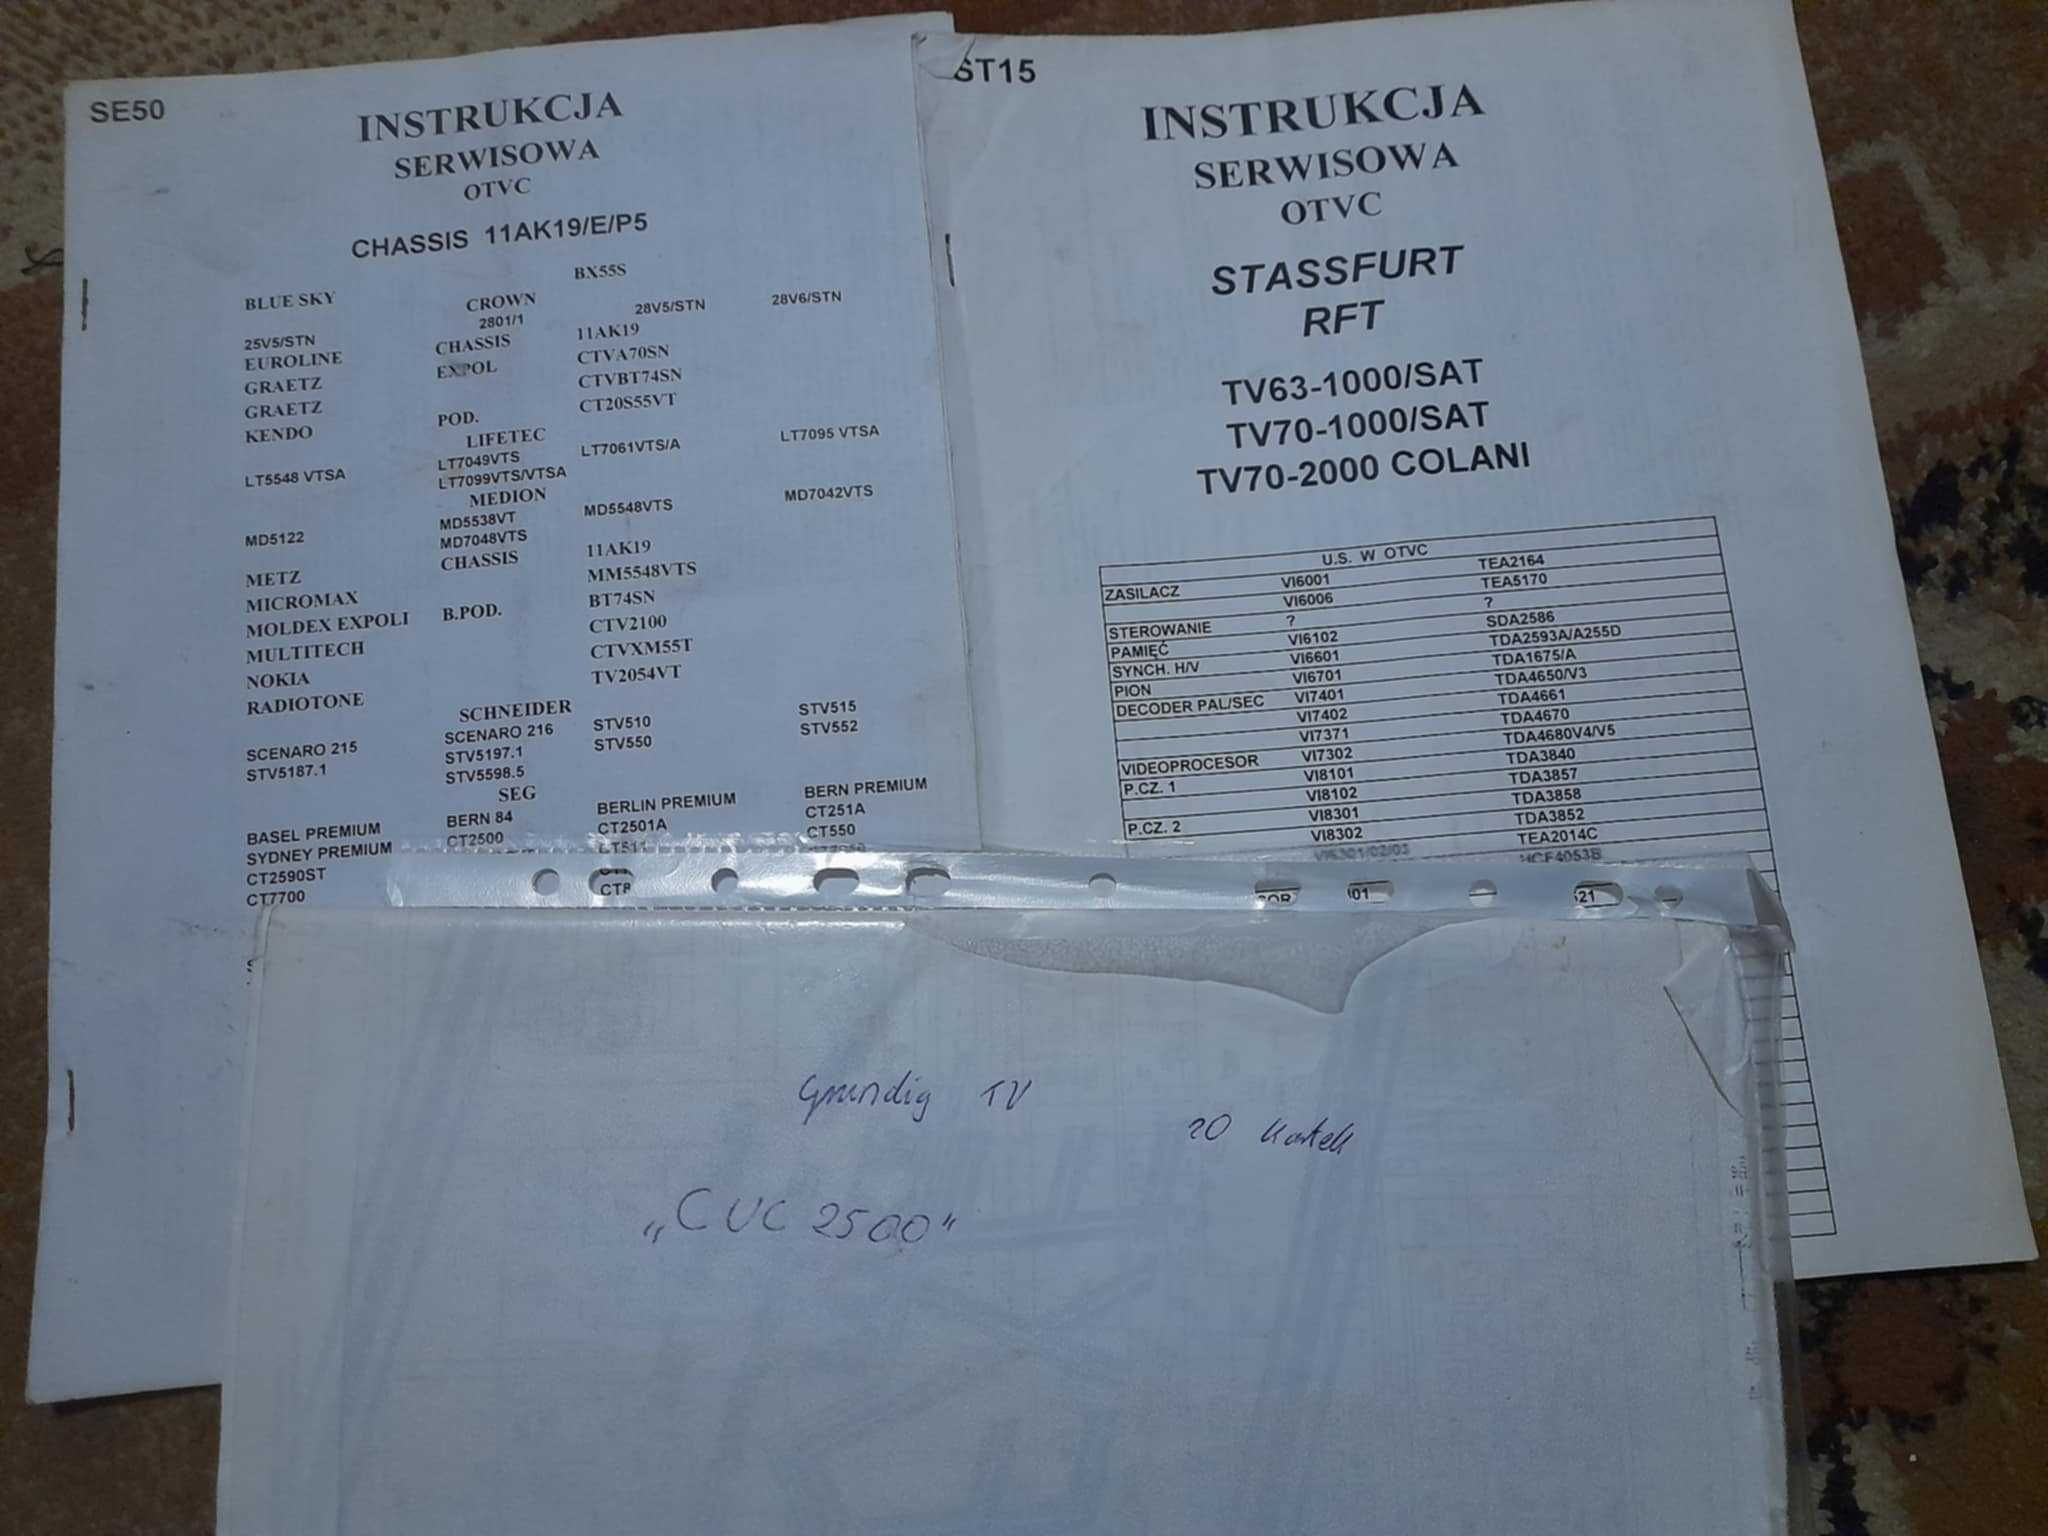 SE50
INSTRUKCJA
SERWISOWA
OTVC
CHASSIS 11AK19/E/P5
BLUE SKY BX55S
CROWN
25V5/STN 2801/1 28V5/STN 28V6/STN
EUROLINE CHASSIS 11AK19
GRAETZ EXPOL CTVA70SN
GRAETZ CTVBT74SN
KENDO POD. CT20S55VT
LIFETEC
LT5548 VTSA LT7049VTS LT7061VTS/A LT7095 VTSA
LT7099VTS/VTSA
MEDION
MD5122 MD5538VT MD5548VTS MD7042VTS
MD7048VTS
METZ CHASSIS 11AK19
MICROMAX MM5548VTS
MOLDEX EXPOLI B.POD. BT74SN
MULTITECH CTV2100
NOKIA CTVXM55T
RADIOTONE TV2054VT
SCHNEIDER
SCENARO 215 SCENARO 216 STV510 STV515
STV5187.1 STV5197.1 STV550 STV552
STV5598.5
SEG
BASEL PREMIUM BERN 84 BERLIN PREMIUM BERN PREMIUM
SYDNEY PREMIUM CT2500 CT2501A CT251A
CT2590ST CT550
CT7700
ST15
INSTRUKCJA
SERWISOWA
OTVC
STASSFURT
RFT
TV63-1000/SAT
TV70-1000/SAT
TV70-2000 COLANI
U.S. W OTVC
ZASILACZ VI6001 TEA2164
VI6006 TEA5170
STEROWANIE ? ?
PAMIĘĆ VI6102 SDA2586
SYNCH. H/V VI6601 TDA2593A/A255D
PION VI6701 TDA1675/A
DECODER PAL/SEC VI7401 TDA4650/V3
VI7402 TDA4661
VI7371 TDA4670
VIDEOPROCESOR VI7302 TDA4680V4/V5
P.CZ. 1 VI8101 TDA3840
VI8102 TDA3857
P.CZ. 2 VI8301 TDA3858
VI8302 TDA3852
TEA2014C
HCF4053B
Grundig TV
20 kartek
„CUC 2500"